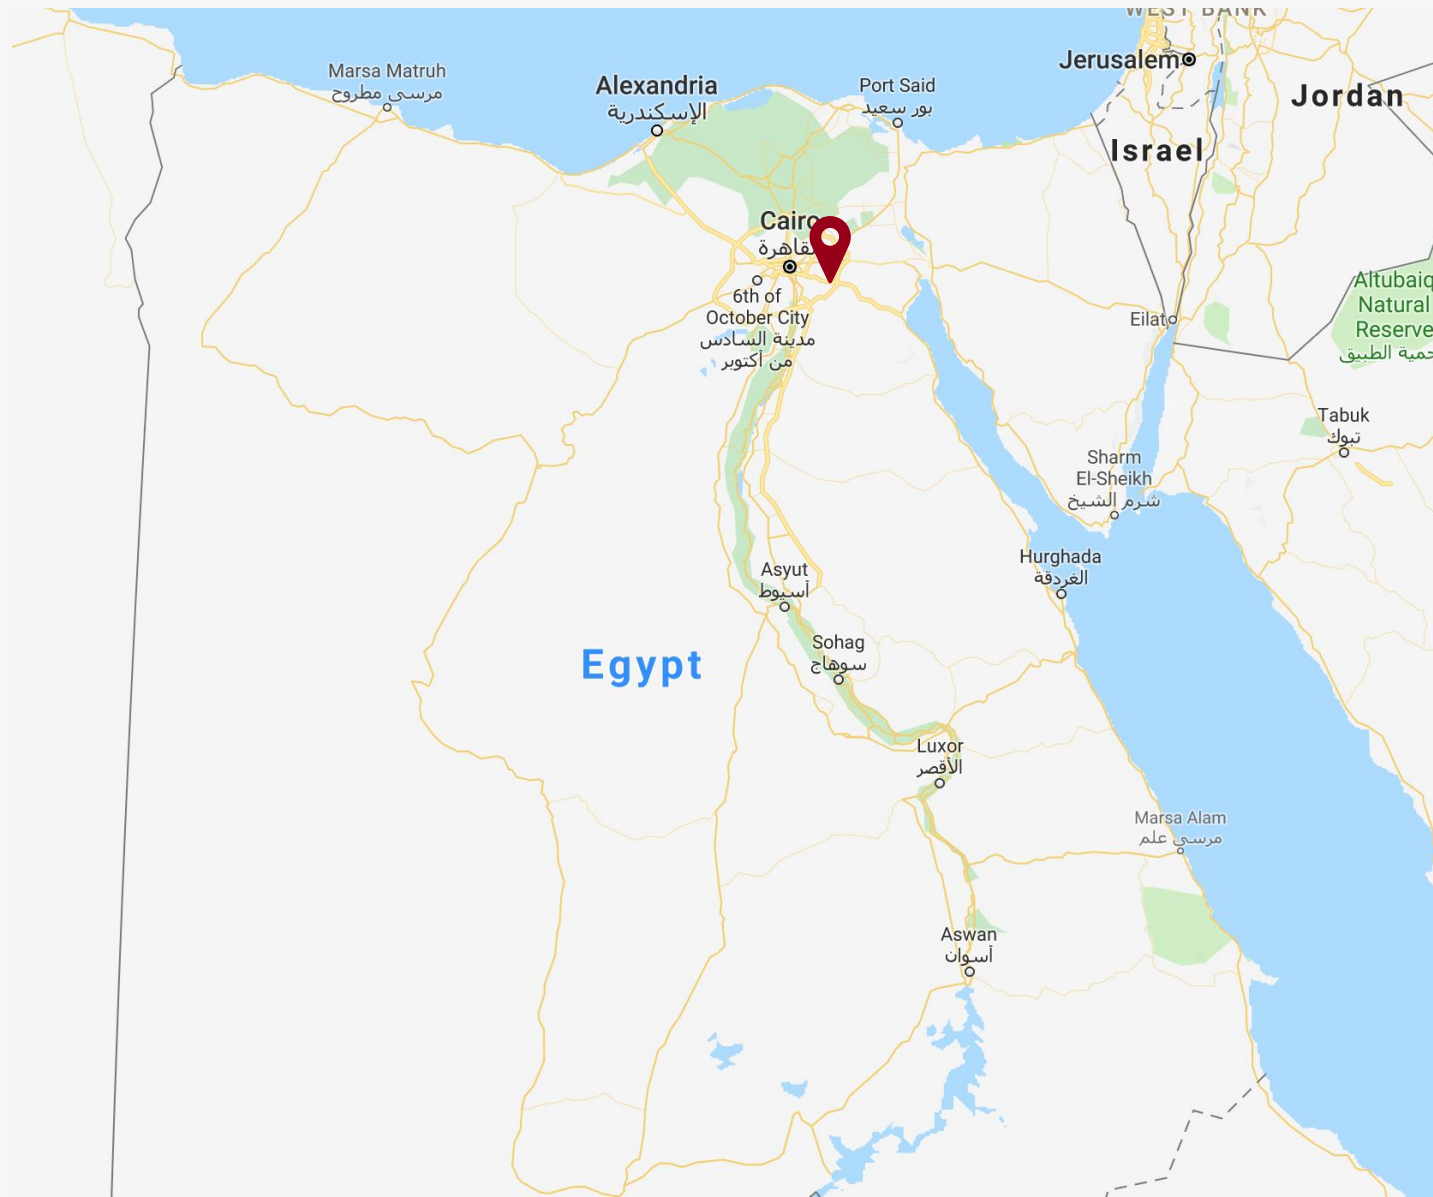 WEST BANK
Jerusalem
Jordan
Marsa Matruh
مرسى مطروح
Alexandria
الإسكندرية
Port Said
بور سعيد
Israel
Cairo
6th of
October City
مدينة السادس
من أكتوبر
Altubaiq
Natural
Reserve
الطبيق
Eilat
Tabuk
تبوك
Sharm
El-Sheikh
شرم الشيخ
Hurghada
الغردقة
Asyut
أسيوط
Sohag
سوهاج
Egypt
Luxor
الأقصر
Marsa Alam
مرسى علم
Aswan
أسوان